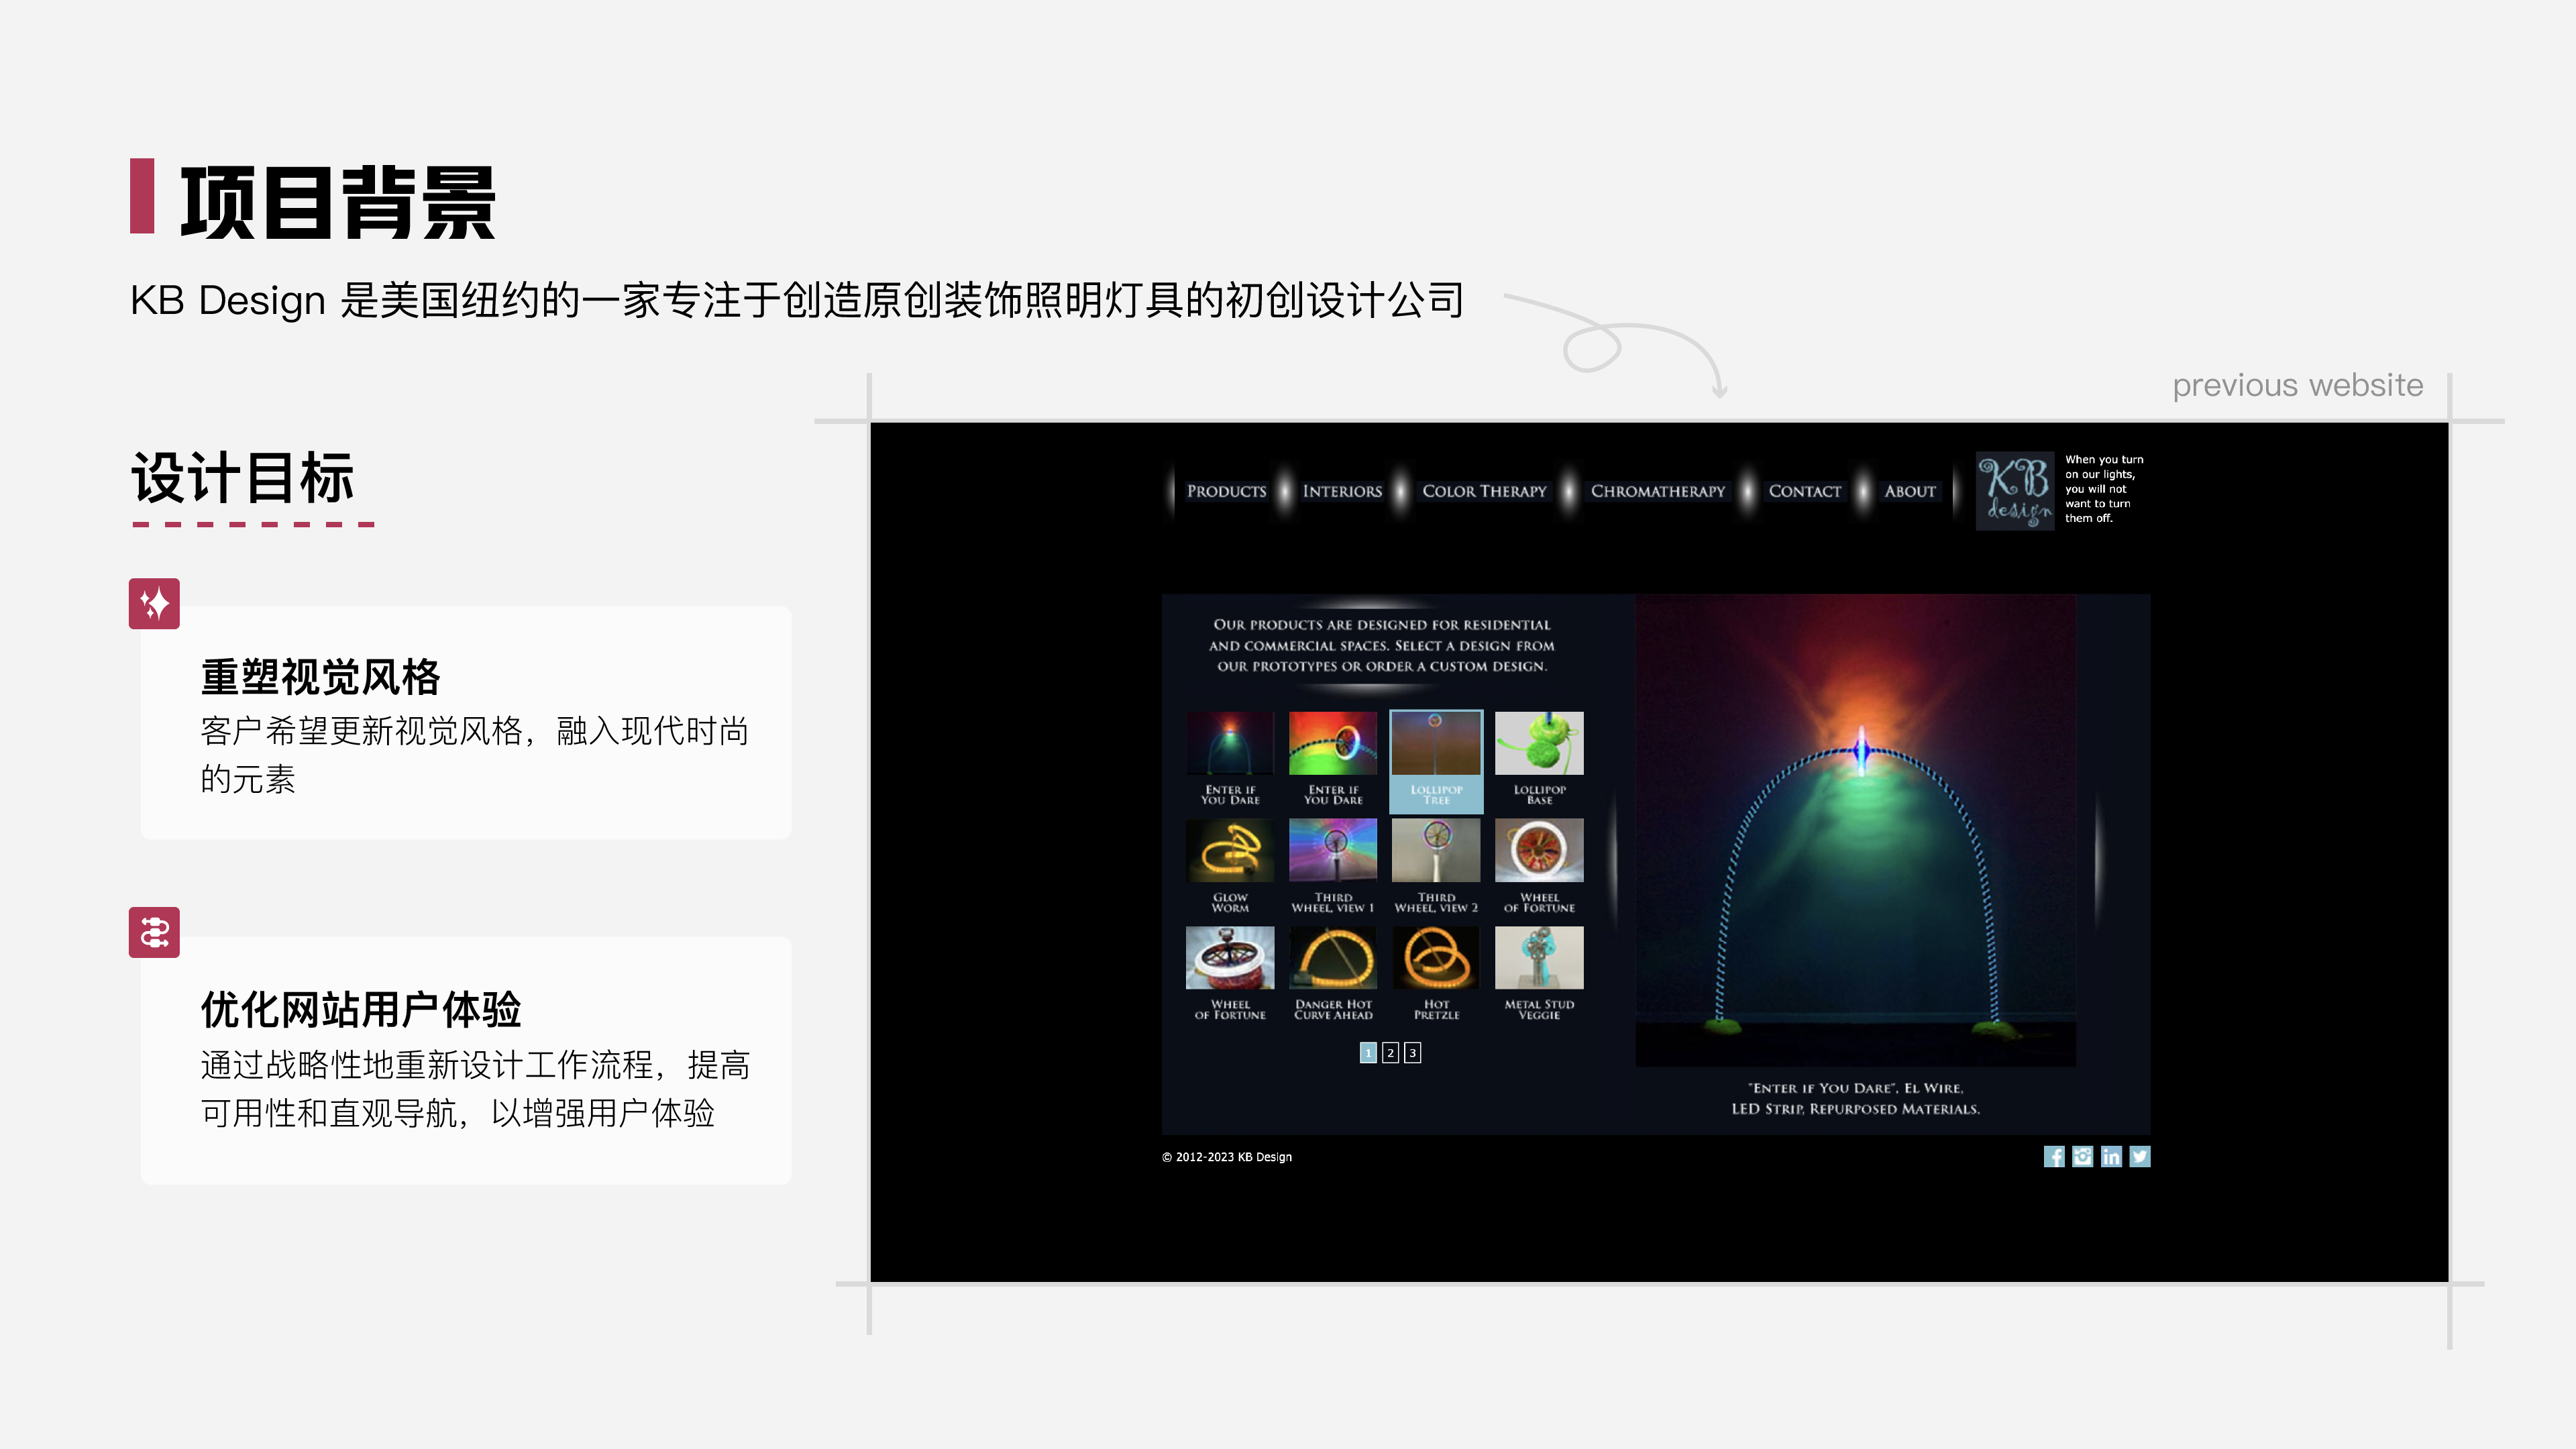 项目背景
KB Design 是美国纽约的一家专注于创造原创装饰照明灯具的初创设计公司
previous website
设计目标
重塑视觉风格
客户希望更新视觉风格，融入现代时尚
的元素
优化网站用户体验
通过战略性地重新设计工作流程，提高
可用性和直观导航，以增强用户体验
PRODUCTS INTERIORS COLOR THERAPY CHROMATHERAPY CONTACT ABOUT
KB
design
When you turn
on our lights,
you will not
want to turn
them off.
OUR PRODUCTS ARE DESIGNED FOR RESIDENTIAL
AND COMMERCIAL SPACES. SELECT A DESIGN FROM
OUR PROTOTYPES OR ORDER A CUSTOM DESIGN.
ENTER IF
YOU DARE
ENTER IF
YOU DARE
LOLLIPOP
TREE
LOLLIPOP
BASE
GLOW
WORM
THIRD
WHEEL, VIEW 1
THIRD
WHEEL, VIEW 2
WHEEL
OF FORTUNE
WHEEL
OF FORTUNE
DANGER HOT
CURVE AHEAD
HOT
PRETZLE
METAL STUD
VEGGIE
1 2 3
"ENTER IF YOU DARE", EL WIRE,
LED STRIP, REPURPOSED MATERIALS.
© 2012-2023 KB Design